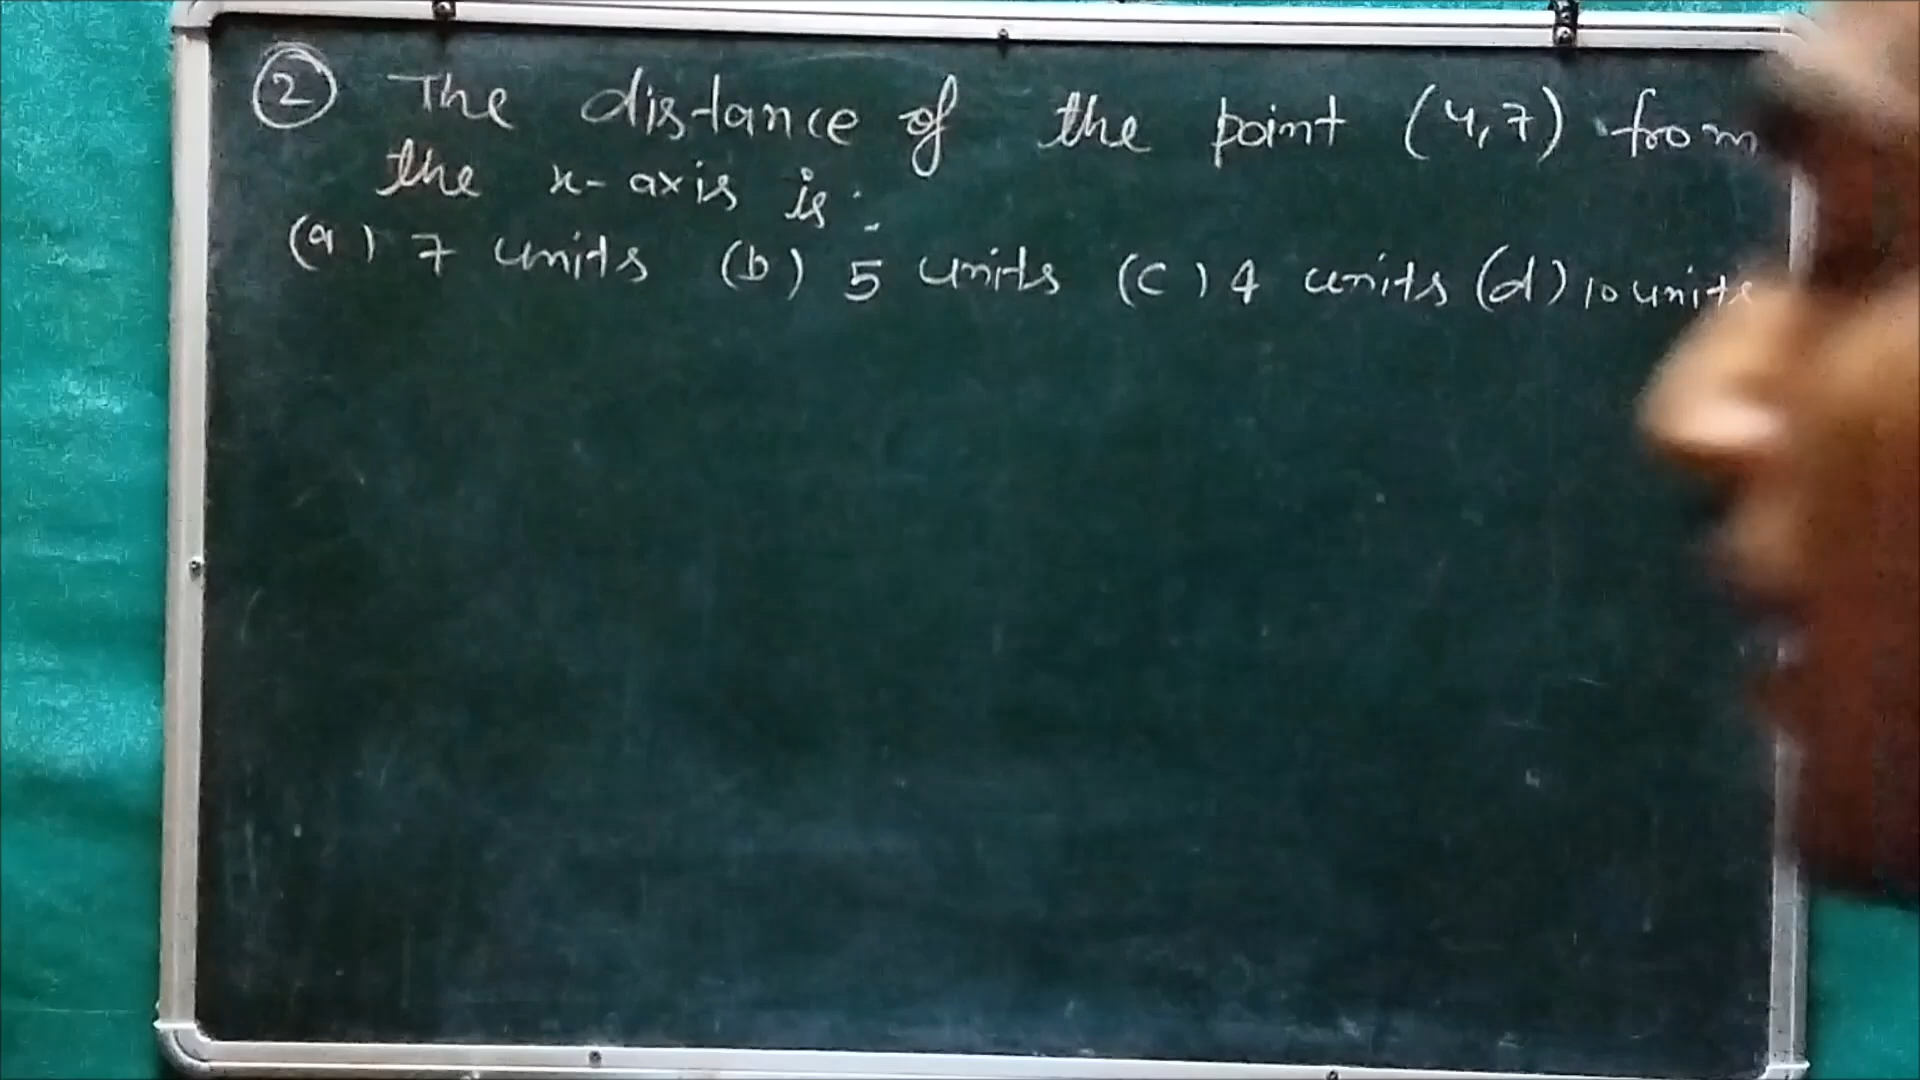 ② The distance of the point (4,7) from
the x-axis is:-
(a) 7 units (b) 5 units (c) 4 units (d) 10 units